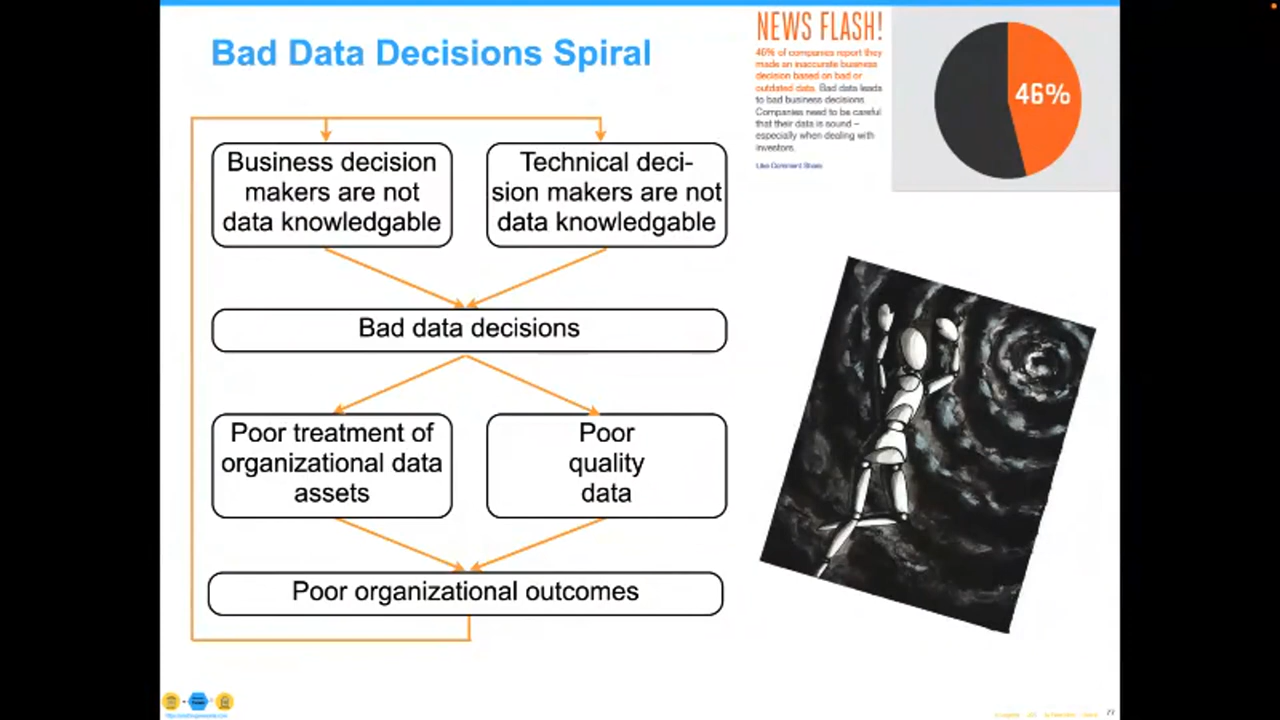 Bad Data Decisions Spiral
NEWS FLASH!
46% of companies report they
made an inaccurate business
decision based on bad or
outdated data. Bad data leads
to bad business decisions.
Companies need to be careful
that their data is sound –
especially when dealing with
investors.
Like Comment Share
46%
Business decision
makers are not
data knowledgable
Technical deci-
sion makers are not
data knowledgable
Bad data decisions
Poor treatment of
organizational data
assets
Poor
quality
data
Poor organizational outcomes
77